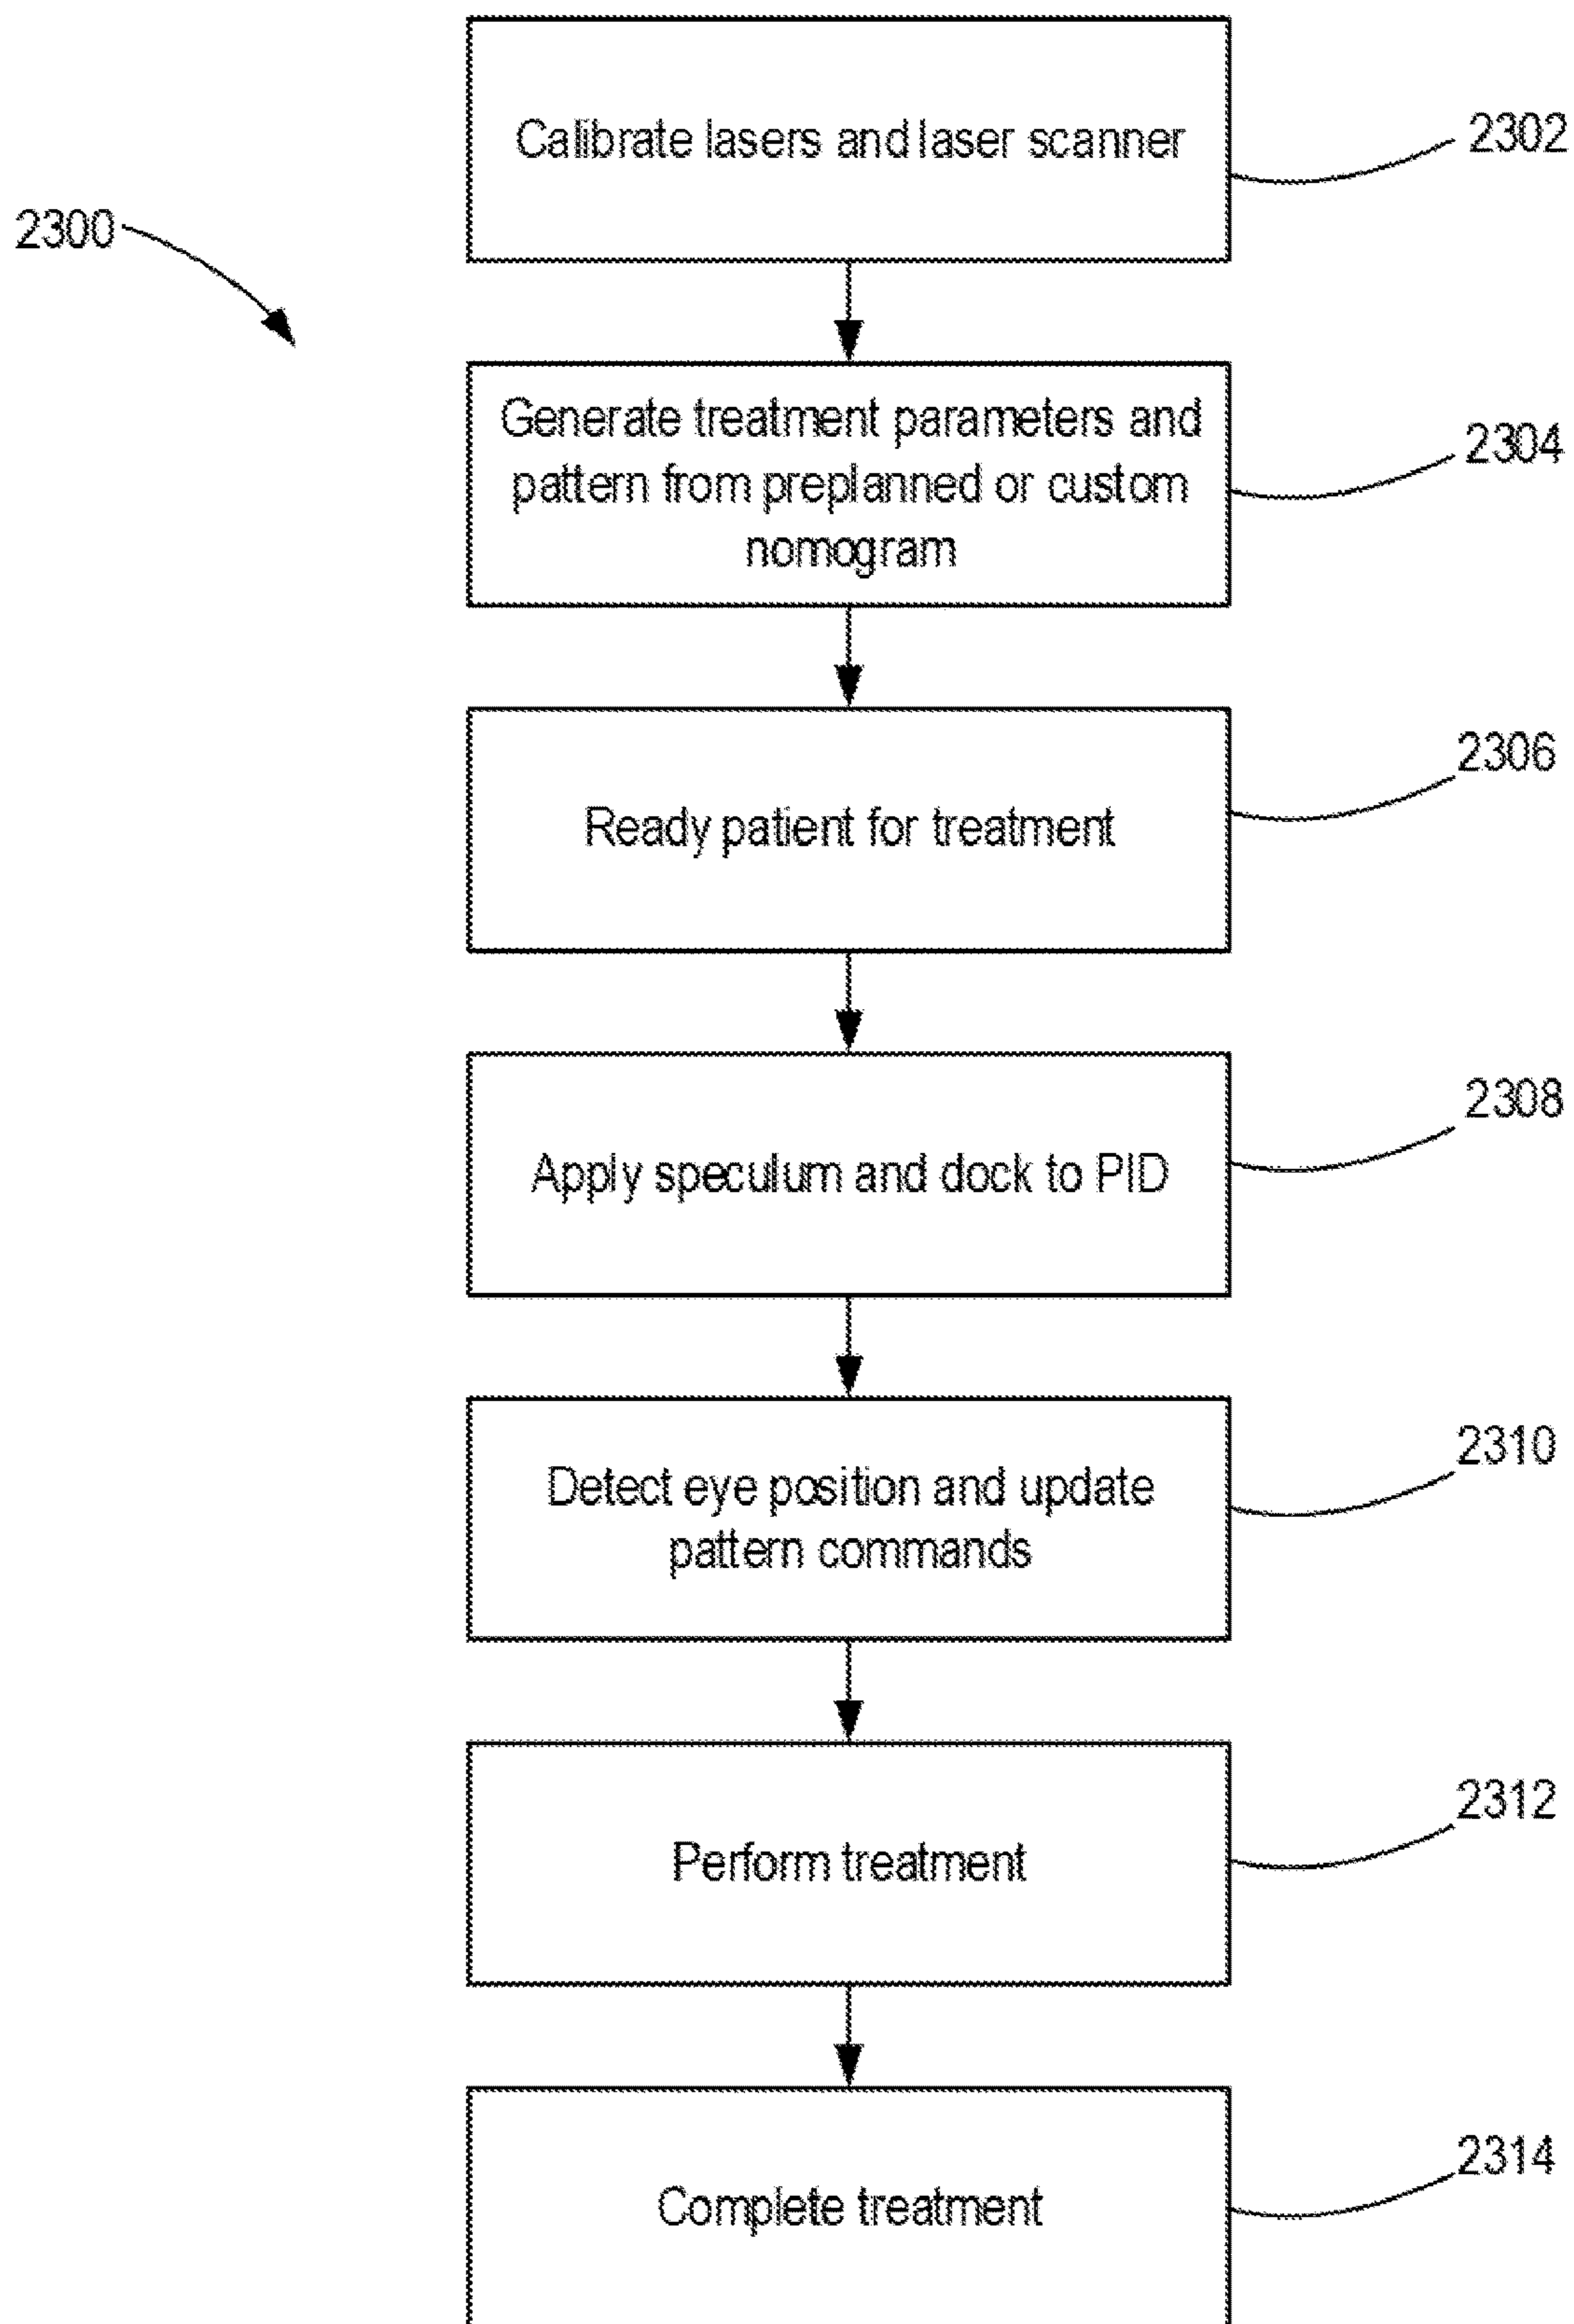 Calibrate lasers and laser scanner
2302
2300
Generate treatment parameters and
pattern from preplanned or custom
nomogram
2304
Ready patient for treatment
2306
Apply speculum and dock to PID
2308
Detect eye position and update
pattern commands
2310
Perform treatment
2312
Complete treatment
2314